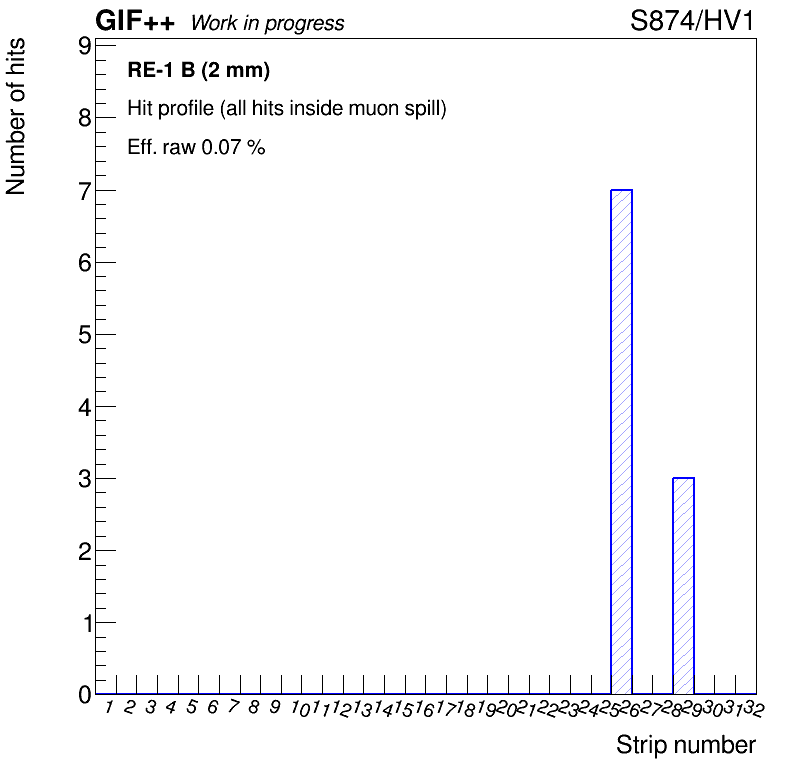 GIF++ Work in progress S874/HV1
Number of hits
RE-1 B (2 mm)
Hit profile (all hits inside muon spill)
Eff. raw 0.07 %
9
8
7
6
5
4
3
2
1
0
1 2 3 4 5 6 7 8 9 10 11 12 13 14 15 16 17 18 19 20 21 22 23 24 25 26 27 28 29 30 31 32
Strip number